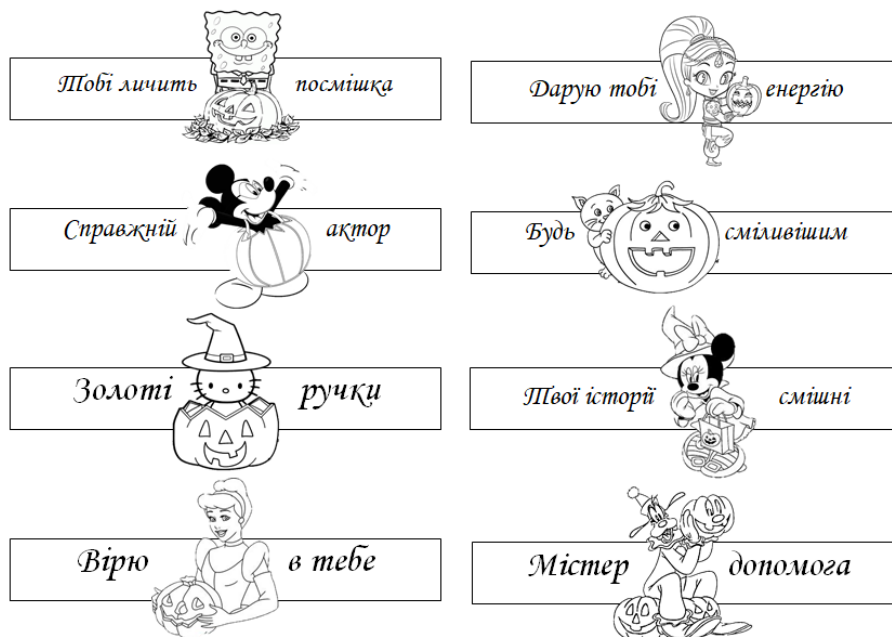 Тобі личить посмішка
Дарую тобі енергію
Справжній актор
Будь сміливішим
Золоті ручки
Твої історії смішні
Вірю в тебе
Містер допомога